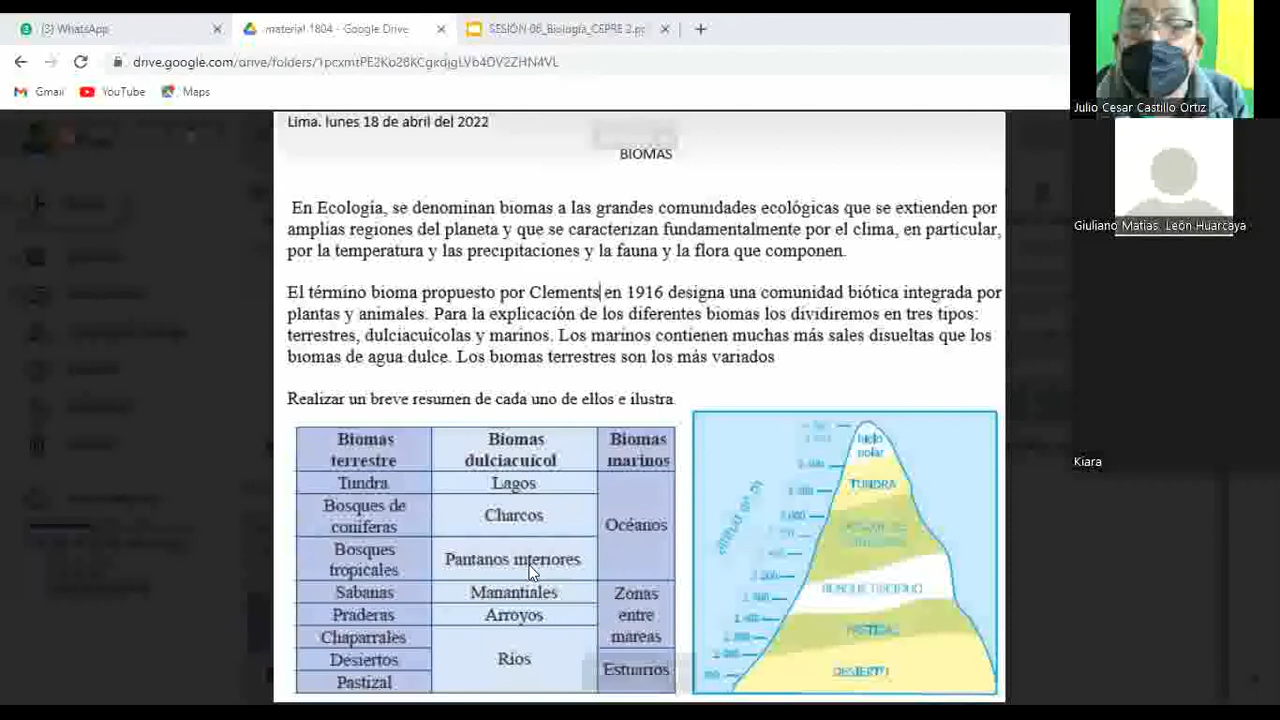 (3) WhatsApp
material 1804 - Google Drive
SESIÓN 06_Biología_CEPRE 2.pp
Gmail
YouTube
Maps
Julio Cesar Castillo Ortiz
Giuliano Matias León Huarcaya
Kiara
Lima. lunes 18 de abril del 2022
BIOMAS
En Ecología, se denominan biomas a las grandes comunidades ecológicas que se extienden por
amplias regiones del planeta y que se caracterizan fundamentalmente por el clima, en particular,
por la temperatura y las precipitaciones y la fauna y la flora que componen.
El término bioma propuesto por Clements en 1916 designa una comunidad biótica integrada por
plantas y animales. Para la explicación de los diferentes biomas los dividiremos en tres tipos:
terrestres, dulciacuícolas y marinos. Los marinos contienen muchas más sales disueltas que los
biomas de agua dulce. Los biomas terrestres son los más variados
Realizar un breve resumen de cada uno de ellos e ilustra
Biomas
terrestre
Biomas
dulciacuícol
Biomas
marinos
Tundra
Lagos
Océanos
Bosques de
coníferas
Charcos
Bosques
tropicales
Pantanos interiores
Sabanas
Manantiales
Zonas
entre
mareas
Praderas
Arroyos
Chaparrales
Ríos
Desiertos
Estuarios
Pastizal
hielo
polar
TUNDRA
DESIERTO